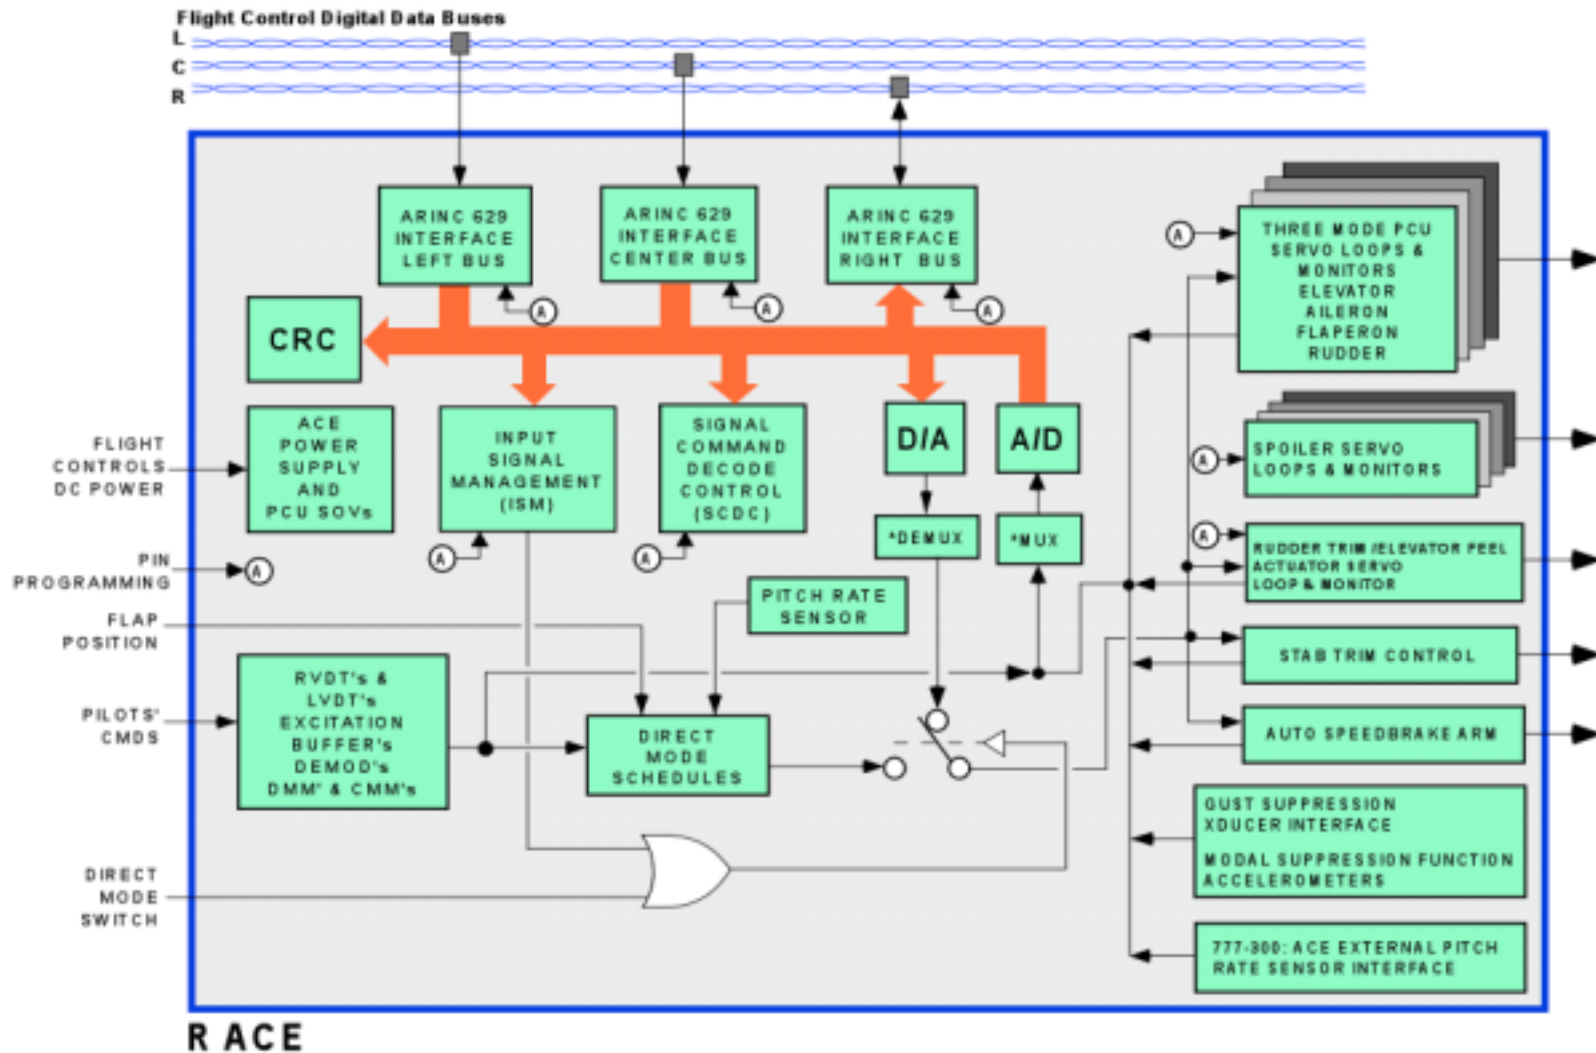 Flight Control Digital Data Buses
L
C
R
ARINC 629
INTERFACE
LEFT BUS
ARINC 629
INTERFACE
CENTER BUS
ARINC 629
INTERFACE
RIGHT BUS
A
A
A
CRC
ACE
POWER
SUPPLY
AND
PCU SOVs
INPUT
SIGNAL
MANAGEMENT
(ISM)
SIGNAL
COMMAND
DECODE
CONTROL
(SCDC)
D/A
A/D
*DEMUX
*MUX
A
A
FLIGHT
CONTROLS
DC POWER
PIN
PROGRAMMING
A
FLAP
POSITION
PITCH RATE
SENSOR
PILOTS'
CMDS
RVDT's &
LVDT's
EXCITATION
BUFFER's
DEMOD's
DMM' & CMM's
DIRECT
MODE
SCHEDULES
DIRECT
MODE
SWITCH
A
THREE MODE PCU
SERVO LOOPS &
MONITORS
ELEVATOR
AILERON
FLAPERON
RUDDER
A
SPOILER SERVO
LOOPS & MONITORS
A
RUDDER TRIM/ELEVATOR FEEL
ACTUATOR SERVO
LOOP & MONITOR
STAB TRIM CONTROL
AUTO SPEEDBRAKE ARM
GUST SUPPRESSION
XDUCER INTERFACE
MODAL SUPPRESSION FUNCTION
ACCELEROMETERS
777-300: ACE EXTERNAL PITCH
RATE SENSOR INTERFACE
R ACE